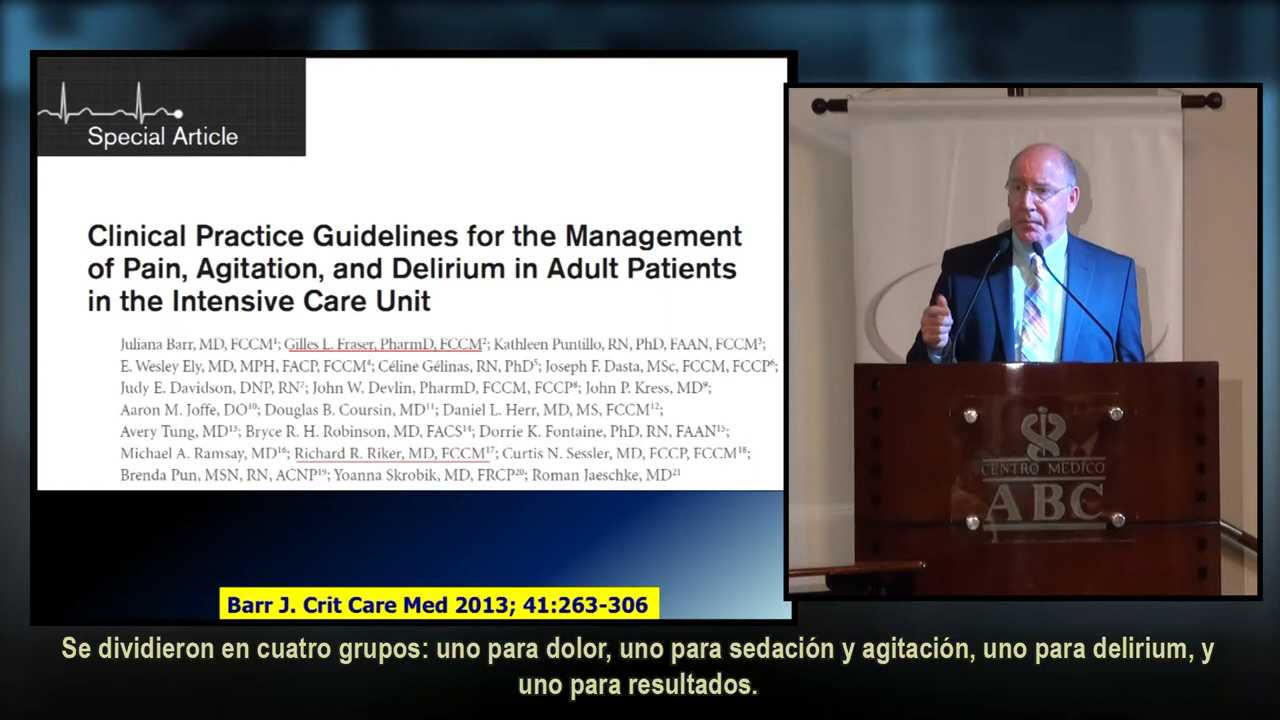 Special Article
Clinical Practice Guidelines for the Management
of Pain, Agitation, and Delirium in Adult Patients
in the Intensive Care Unit
Juliana Barr, MD, FCCM¹; Gilles L. Fraser, PharmD, FCCM²; Kathleen Puntillo, RN, PhD, FAAN, FCCM³;
E. Wesley Ely, MD, MPH, FACP, FCCM⁴; Céline Gélinas, RN, PhD⁵; Joseph F. Dasta, MSc, FCCM, FCCP⁶;
Judy E. Davidson, DNP, RN⁷; John W. Devlin, PharmD, FCCM, FCCP⁸; John P. Kress, MD⁹;
Aaron M. Joffe, DO¹⁰; Douglas B. Coursin, MD¹¹; Daniel L. Herr, MD, MS, FCCM¹²;
Avery Tung, MD¹³; Bryce R. H. Robinson, MD, FACS¹⁴; Dorrie K. Fontaine, PhD, RN, FAAN¹⁵;
Michael A. Ramsay, MD¹⁶; Richard R. Riker, MD, FCCM¹⁷; Curtis N. Sessler, MD, FCCP, FCCM¹⁸;
Brenda Pun, MSN, RN, ACNP¹⁹; Yoanna Skrobik, MD, FRCP²⁰; Roman Jaeschke, MD²¹
Barr J. Crit Care Med 2013; 41:263-306
CENTRO MEDICO
ABC
Se dividieron en cuatro grupos: uno para dolor, uno para sedación y agitación, uno para delirium, y
uno para resultados.